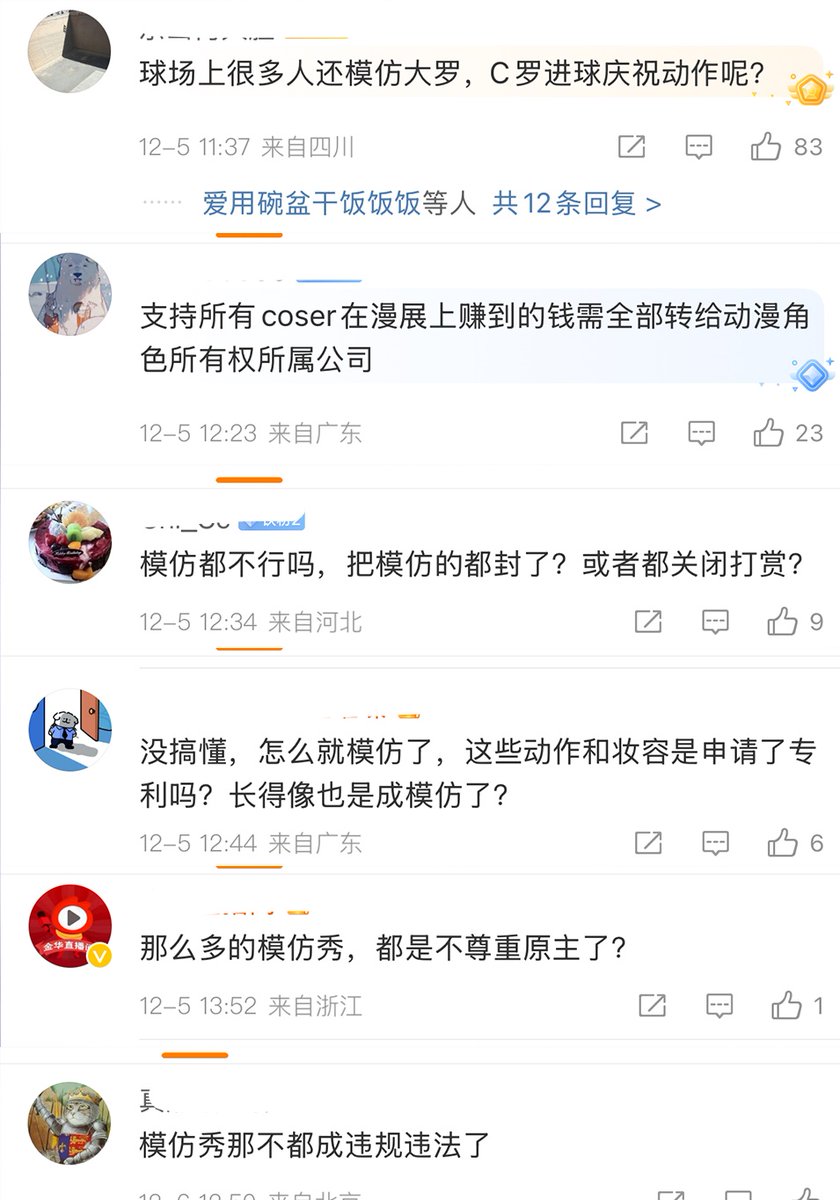 球场上很多人还模仿大罗，C罗进球庆祝动作呢？
12-5 11:37 来自四川
83
爱用碗盆干饭饭饭等人 共12条回复 >
支持所有coser在漫展上赚到的钱需全部转给动漫角
色所有权所属公司
12-5 12:23 来自广东
23
模仿都不行吗，把模仿的都封了？或者都关闭打赏？
12-5 12:34 来自河北
9
没搞懂，怎么就模仿了，这些动作和妆容是申请了专
利吗？长得像也是成模仿了？
12-5 12:44 来自广东
6
金华直播
那么多的模仿秀，都是不尊重原主了？
12-5 13:52 来自浙江
1
模仿秀那不都成违规违法了